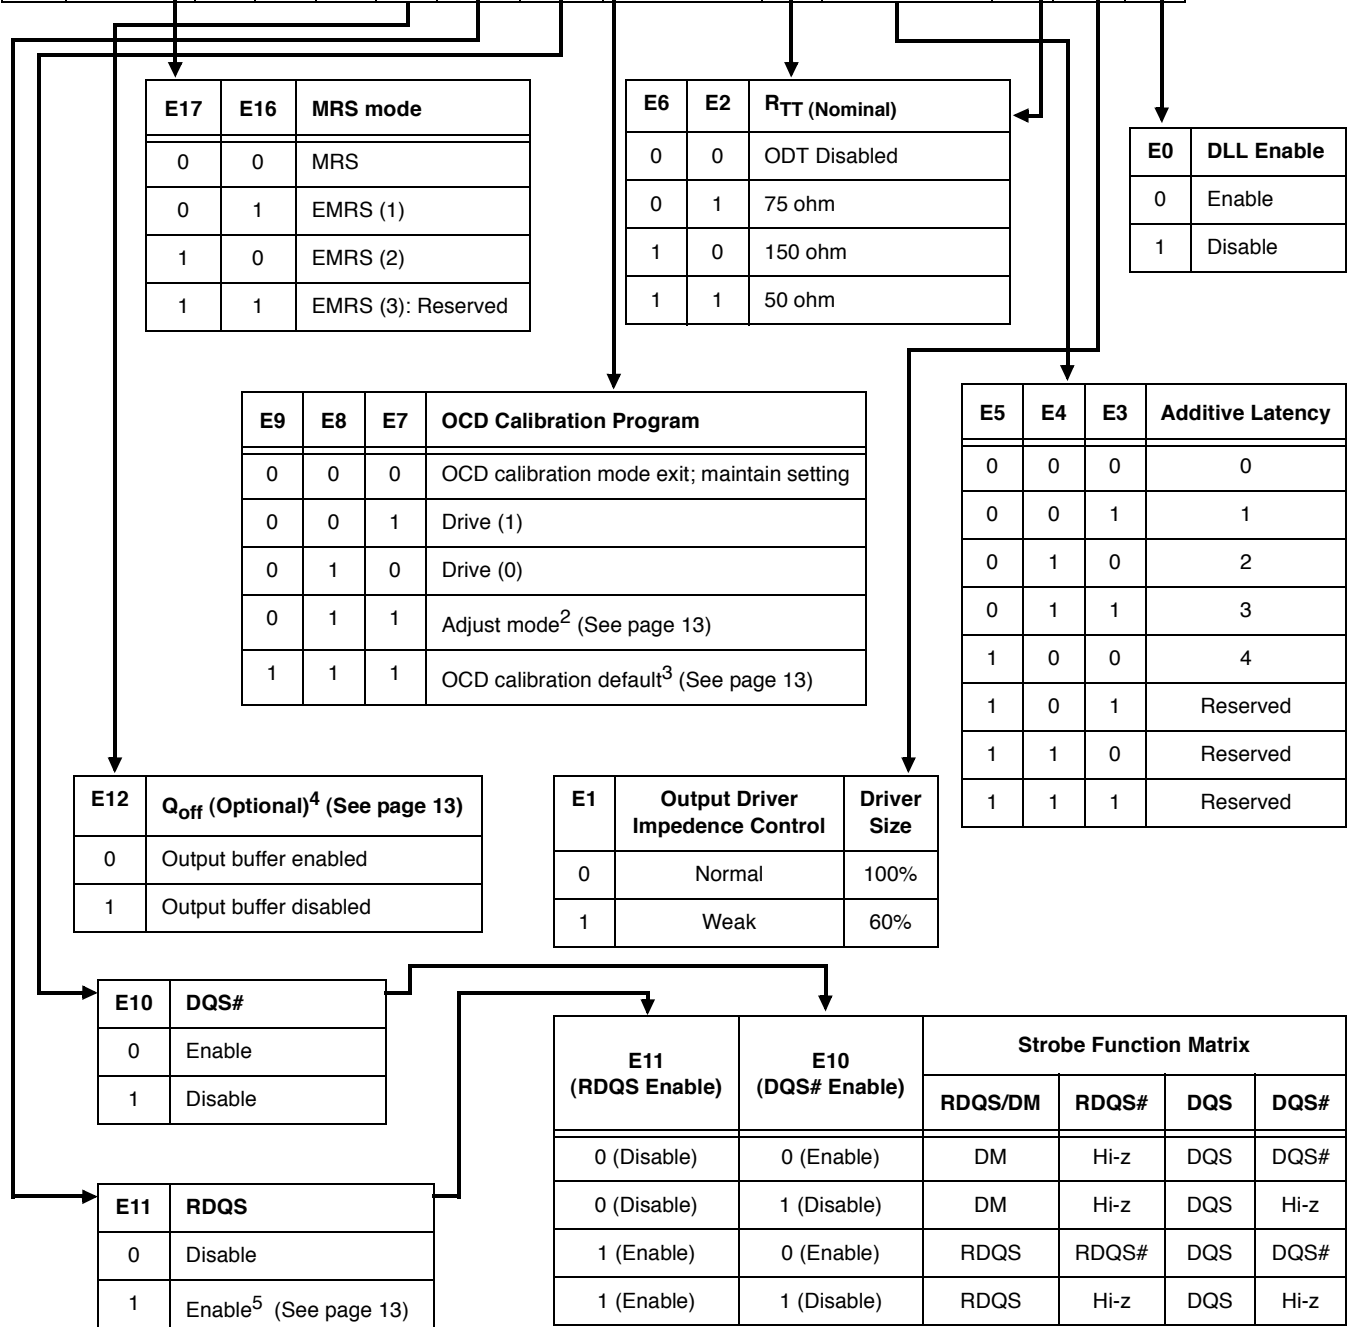 E17 E16 MRS mode
0 0 MRS
0 1 EMRS (1)
1 0 EMRS (2)
1 1 EMRS (3): Reserved
E6 E2 RTT (Nominal)
0 0 ODT Disabled
0 1 75 ohm
1 0 150 ohm
1 1 50 ohm
E0 DLL Enable
0 Enable
1 Disable
E9 E8 E7 OCD Calibration Program
0 0 0 OCD calibration mode exit; maintain setting
0 0 1 Drive (1)
0 1 0 Drive (0)
0 1 1 Adjust mode2 (See page 13)
1 1 1 OCD calibration default3 (See page 13)
E5 E4 E3 Additive Latency
0 0 0 0
0 0 1 1
0 1 0 2
0 1 1 3
1 0 0 4
1 0 1 Reserved
1 1 0 Reserved
1 1 1 Reserved
E12 Qoff (Optional)4 (See page 13)
0 Output buffer enabled
1 Output buffer disabled
E1 Output Driver Driver
Impedence Control Size
0 Normal 100%
1 Weak 60%
E10 DQS#
0 Enable
1 Disable
E11 RDQS
0 Disable
1 Enable5 (See page 13)
E11 E10 Strobe Function Matrix
(RDQS Enable) (DQS# Enable) RDQS/DM RDQS# DQS DQS#
0 (Disable) 0 (Enable) DM Hi-z DQS DQS#
0 (Disable) 1 (Disable) DM Hi-z DQS Hi-z
1 (Enable) 0 (Enable) RDQS RDQS# DQS DQS#
1 (Enable) 1 (Disable) RDQS Hi-z DQS Hi-z